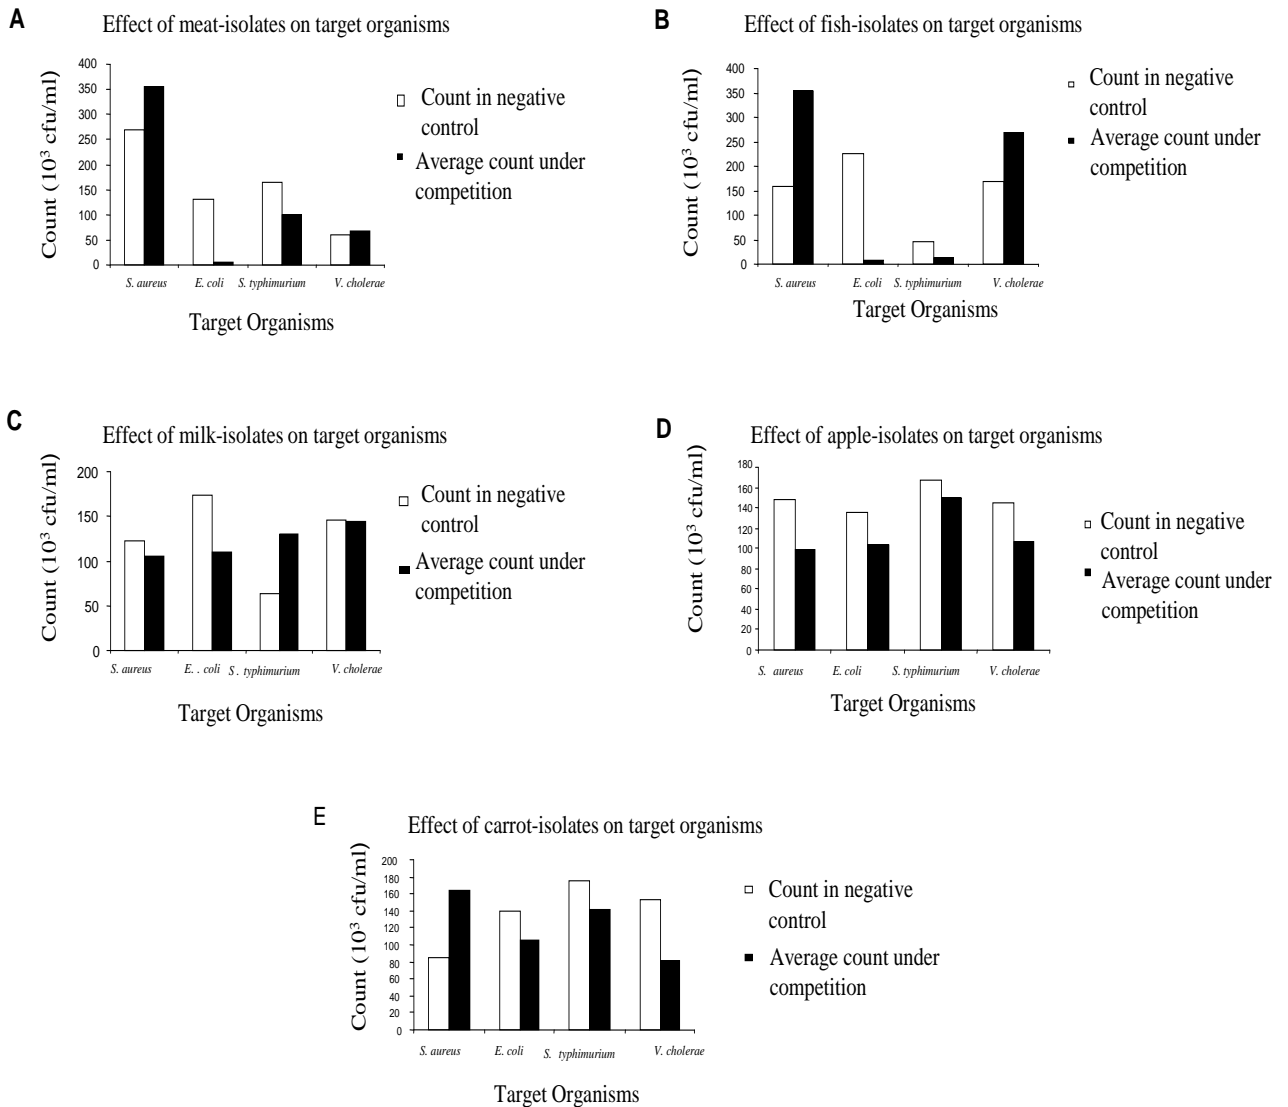 A
Effect of meat-isolates on target organisms
Count (10³ cfu/ml)
400
350
300
250
200
150
100
50
0
S. aureus E. coli S. typhimurium V. cholerae
Target Organisms
Count in negative
control
Average count under
competition
B
Effect of fish-isolates on target organisms
Count (10³ cfu/ml)
400
350
300
250
200
150
100
50
0
S. aureus E. coli S. typhimurium V. cholerae
Target Organisms
Count in negative
control
Average count under
competition
C
Effect of milk-isolates on target organisms
Count (10³ cfu/ml)
200
150
100
50
0
S. aureus E. . coli S . typhimurium V. cholerae
Target Organisms
Count in negative
control
Average count under
competition
D
Effect of apple-isolates on target organisms
Count (10³ cfu/ml)
180
160
140
120
100
80
60
40
20
0
S. aureus E. coli S. typhimurium V. cholerae
Target Organisms
Count in negative
control
Average count under
competition
E
Effect of carrot-isolates on target organisms
Count (10³ cfu/ml)
200
180
160
140
120
100
80
60
40
20
0
S. aureus E. coli S. typhimurium V. cholerae
Target Organisms
Count in negative
control
Average count under
competition